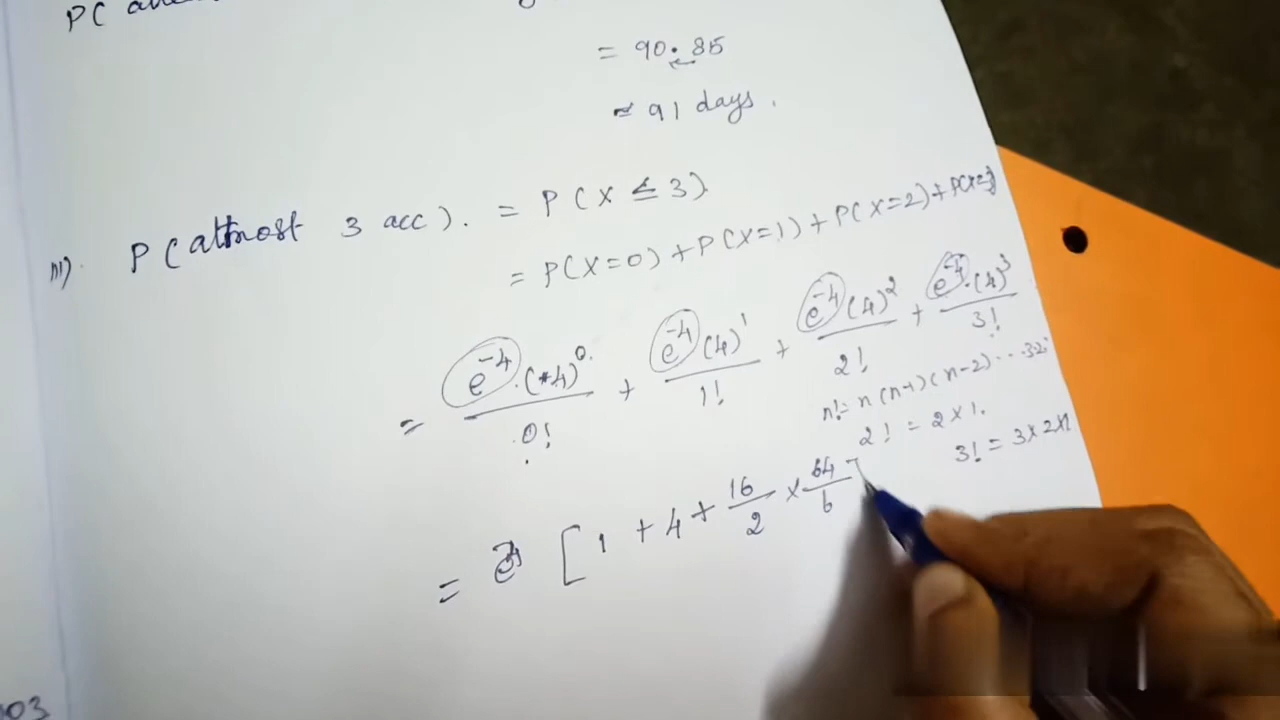 P(
= 90.85
≈ 91 days.
iii). P(atmost 3 acc). = P(X ≤ 3)
= P(X=0) + P(X=1) + P(X=2) + P(X=3)
= e⁻⁴.(4)⁰/0! + e⁻⁴(4)¹/1! + e⁻⁴(4)²/2! + e⁻⁴.(4)³/3!
n! = n(n-1)(n-2)...321
2! = 2×1.
3! = 3×2×1
= [1 + 4 + 16/2 × 64/6]
03